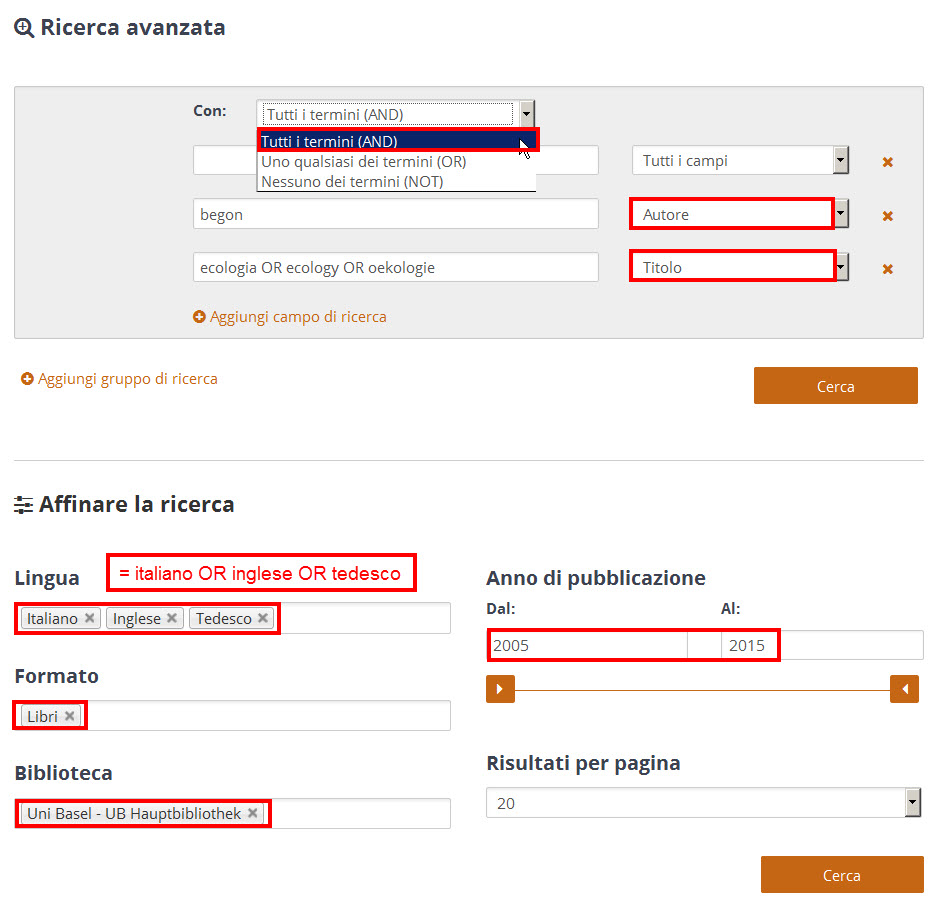 Ricerca avanzata
Con:
Tutti i termini (AND)
Tutti i termini (AND)
Uno qualsiasi dei termini (OR)
Nessuno dei termini (NOT)
Tutti i campi
begon
Autore
ecologia OR ecology OR oekologie
Titolo
Aggiungi campo di ricerca
Aggiungi gruppo di ricerca
Cerca
Affinare la ricerca
Lingua
= italiano OR inglese OR tedesco
Italiano
Inglese
Tedesco
Formato
Libri
Biblioteca
Uni Basel - UB Hauptbibliothek
Anno di pubblicazione
Dal:
Al:
2005
2015
Risultati per pagina
20
Cerca